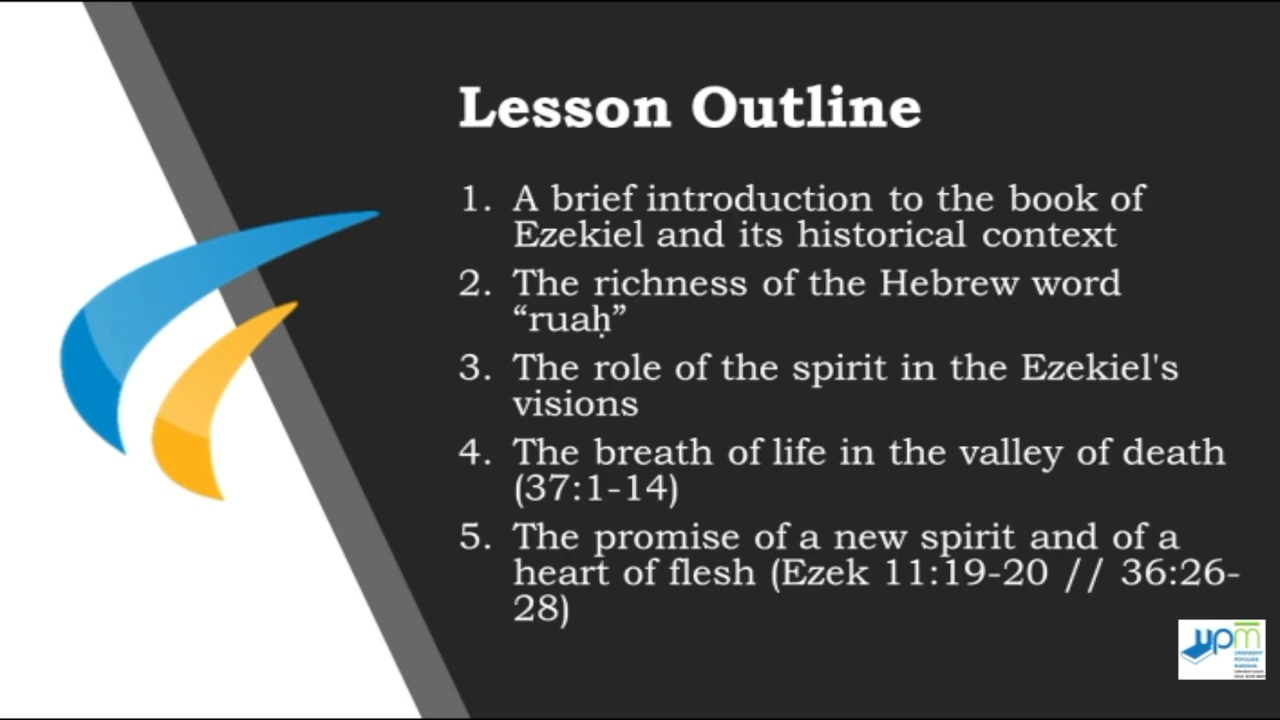 Lesson Outline
1. A brief introduction to the book of
Ezekiel and its historical context
2. The richness of the Hebrew word
“ruaḥ”
3. The role of the spirit in the Ezekiel's
visions
4. The breath of life in the valley of death
(37:1-14)
5. The promise of a new spirit and of a
heart of flesh (Ezek 11:19-20 // 36:26-
28)
upm